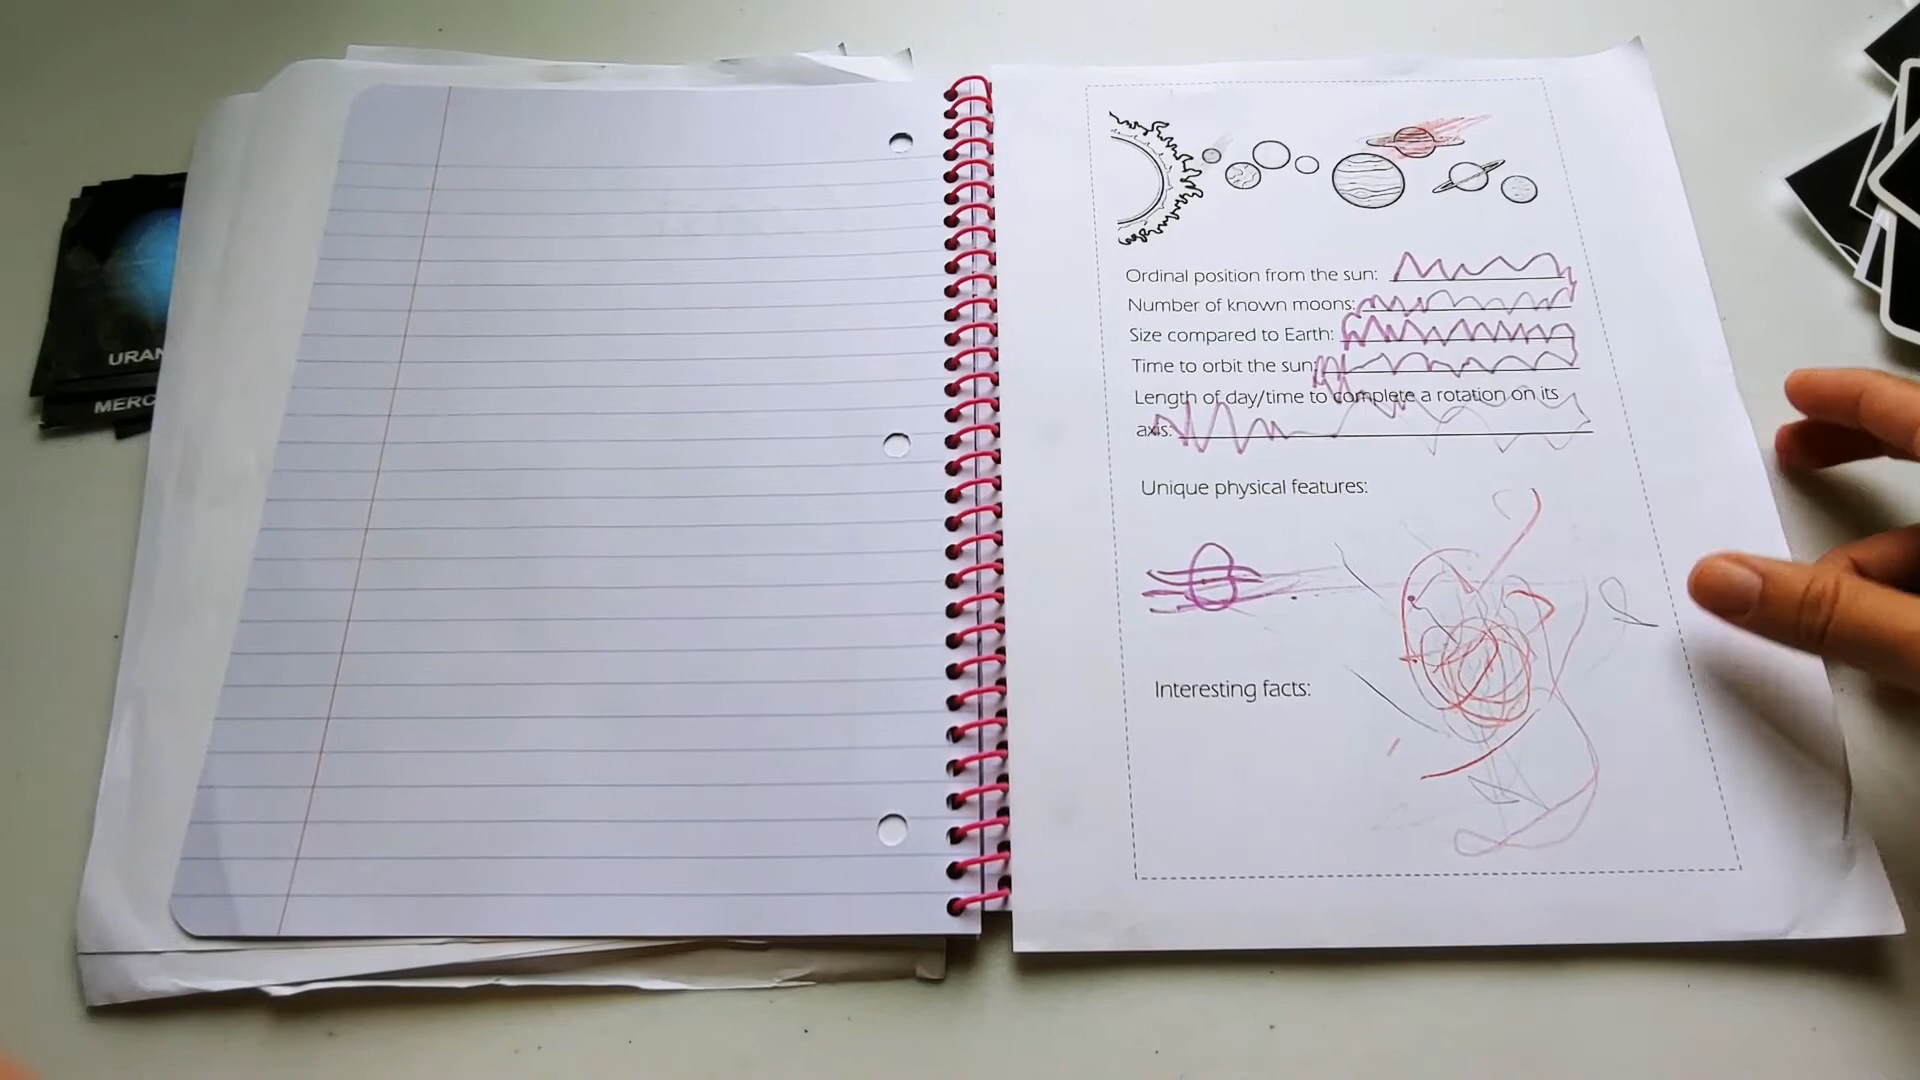 URAN
MERC
Ordinal position from the sun:
Number of known moons:
Size compared to Earth:
Time to orbit the sun:
Length of day/time to complete a rotation on its
axis:
Unique physical features:
Interesting facts: